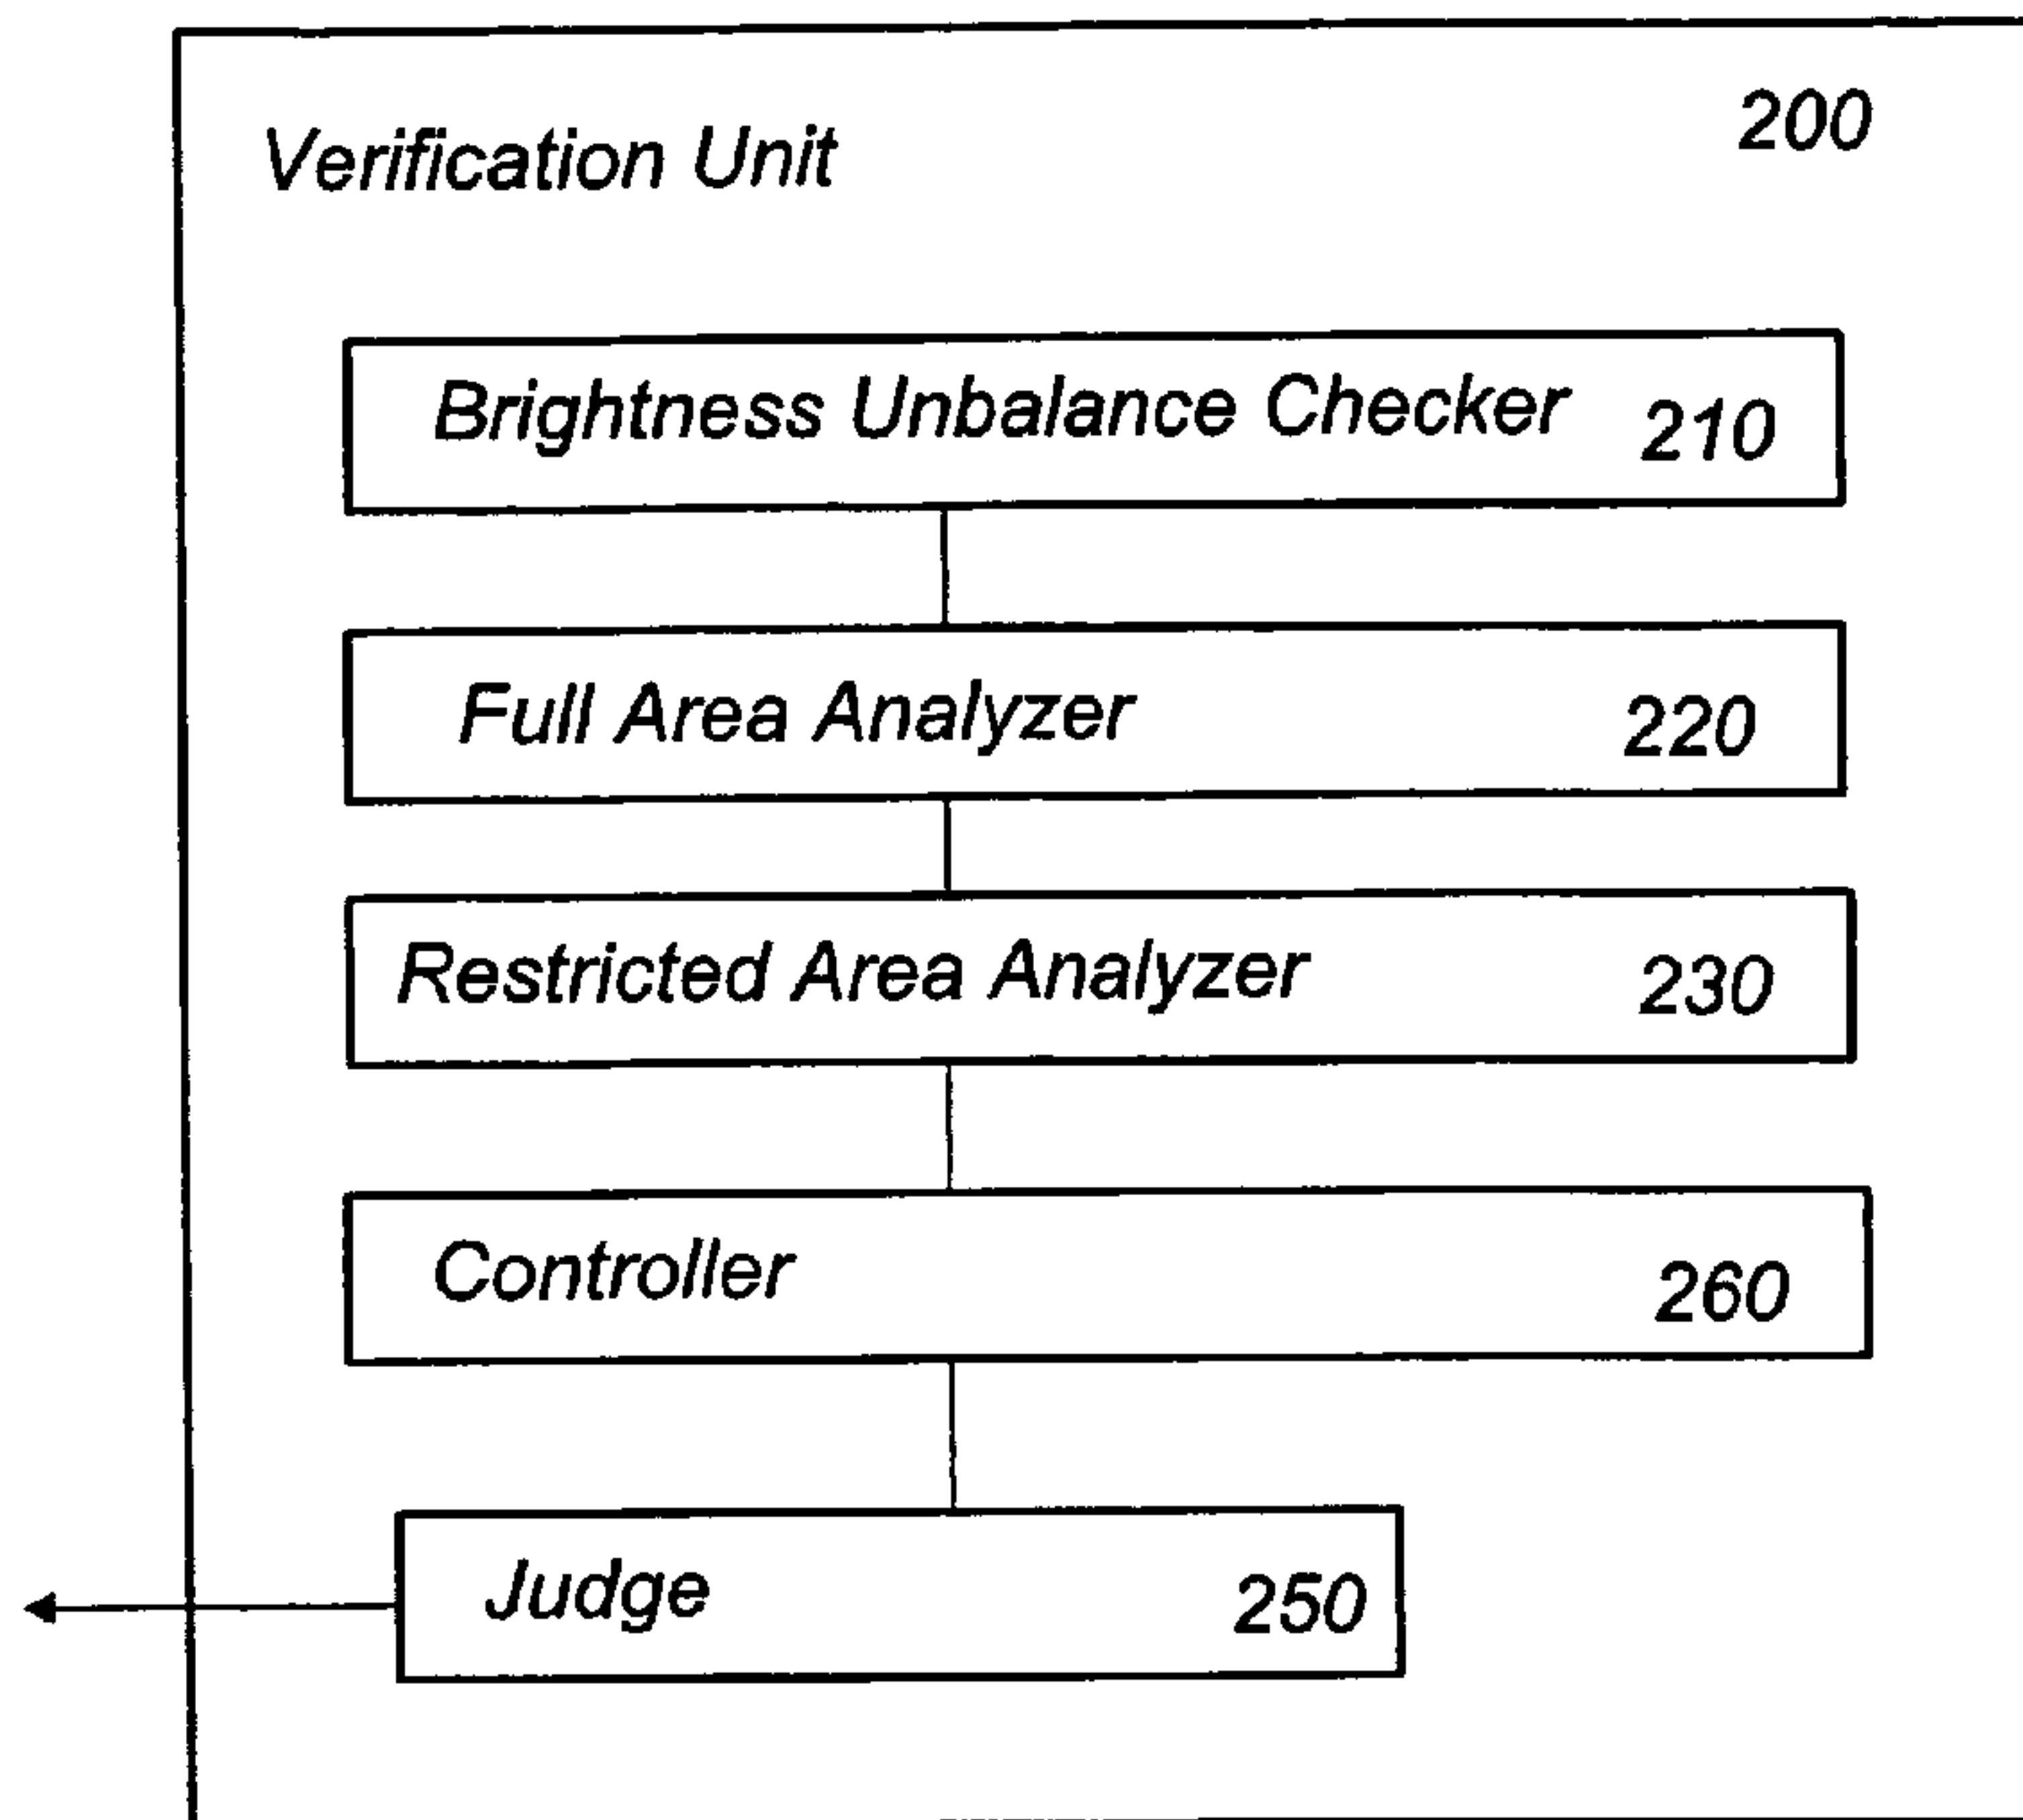 Verification Unit 200
Brightness Unbalance Checker 210
Full Area Analyzer 220
Restricted Area Analyzer 230
Controller 260
Judge 250